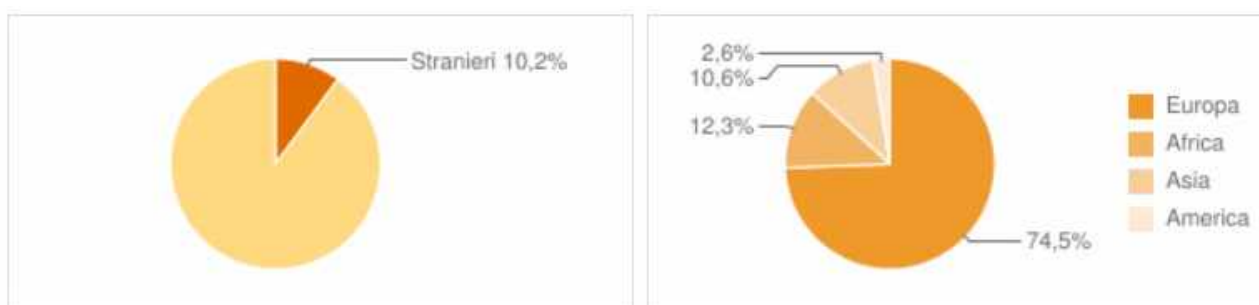 Stranieri 10,2%
2,6%
10,6%
12,3%
74,5%
Europa
Africa
Asia
America